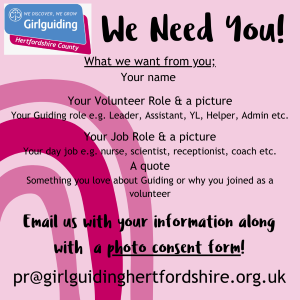 WE DISCOVER, WE GROW
Girlguiding
Hertfordshire County
We Need You!
What we want from you;
Your name
Your Volunteer Role & a picture
Your Guiding role e.g. Leader, Assistant, YL, Helper, Admin etc.
Your Job Role & a picture
Your day job e.g. nurse, scientist, receptionist, coach etc.
A quote
Something you love about Guiding or why you joined as a
volunteer
Email us with your information along
with a photo consent form!
pr@girlguidinghertfordshire.org.uk